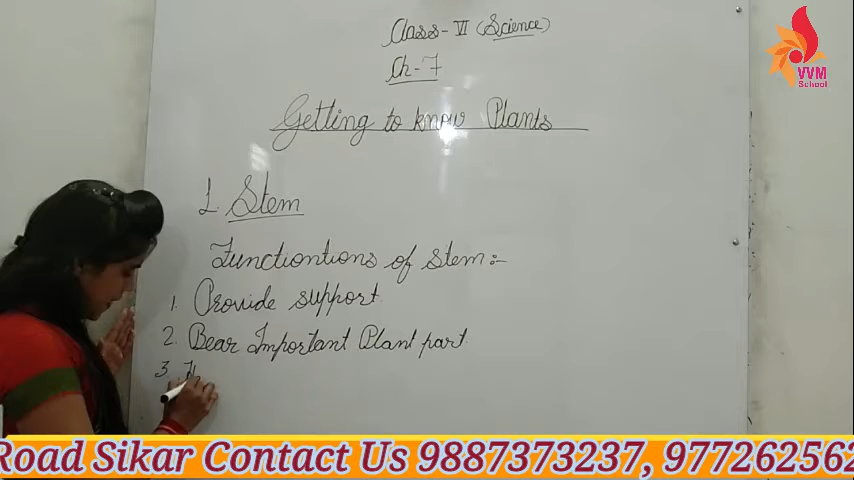 Class - VI (Science)
Ch - 7
Getting to know Plants
1. Stem
Functiontions of stem :-
1. Provide support
2. Bear Important Plant part.
3.
VVM
School
Road Sikar Contact Us 9887373237, 977262562